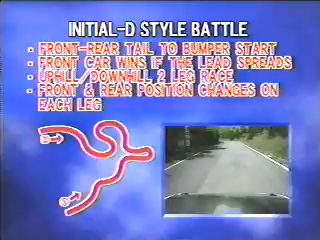 INITIAL-D STYLE BATTLE
- FRONT-REAR TAIL TO BUMPER START
- FRONT CAR WINS IF THE LEAD SPREADS
- UPHILL/DOWNHILL 2 LEG RACE
- FRONT & REAR POSITION CHANGES ON
EACH LEG